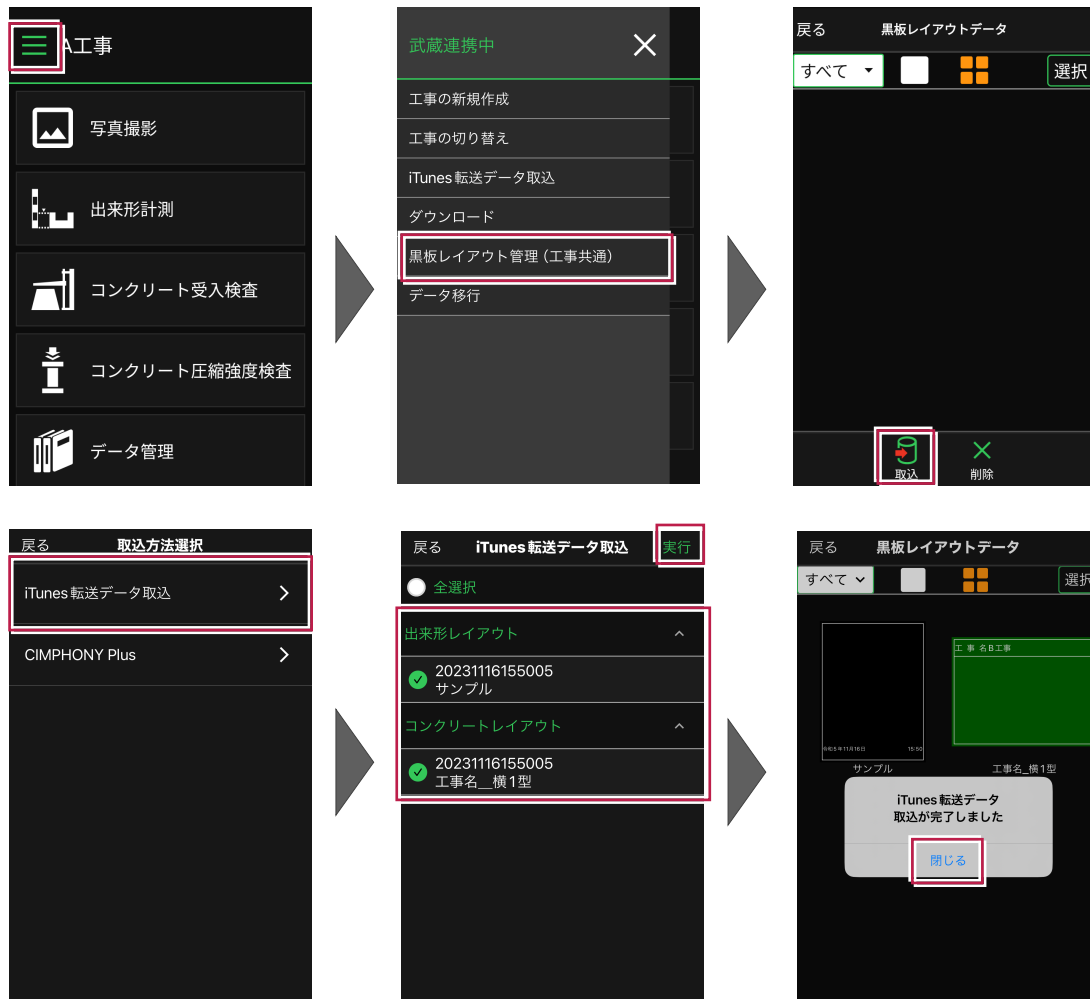 A工事
写真撮影
出来形計測
コンクリート受入検査
コンクリート圧縮強度検査
データ管理
武蔵連携中
工事の新規作成
工事の切り替え
iTunes転送データ取込
ダウンロード
黒板レイアウト管理（工事共通）
データ移行
戻る 黒板レイアウトデータ
すべて 選択
取込 削除
戻る 取込方法選択
iTunes転送データ取込
CIMPHONY Plus
戻る iTunes転送データ取込 実行
全選択
出来形レイアウト
20231116155005
サンプル
コンクリートレイアウト
20231116155005
工事名__横1型
戻る 黒板レイアウトデータ
すべて 選択
工 事 名B工事
令和5年11月16日 15:50
サンプル 工事名_横1型
iTunes転送データ
取込が完了しました
閉じる